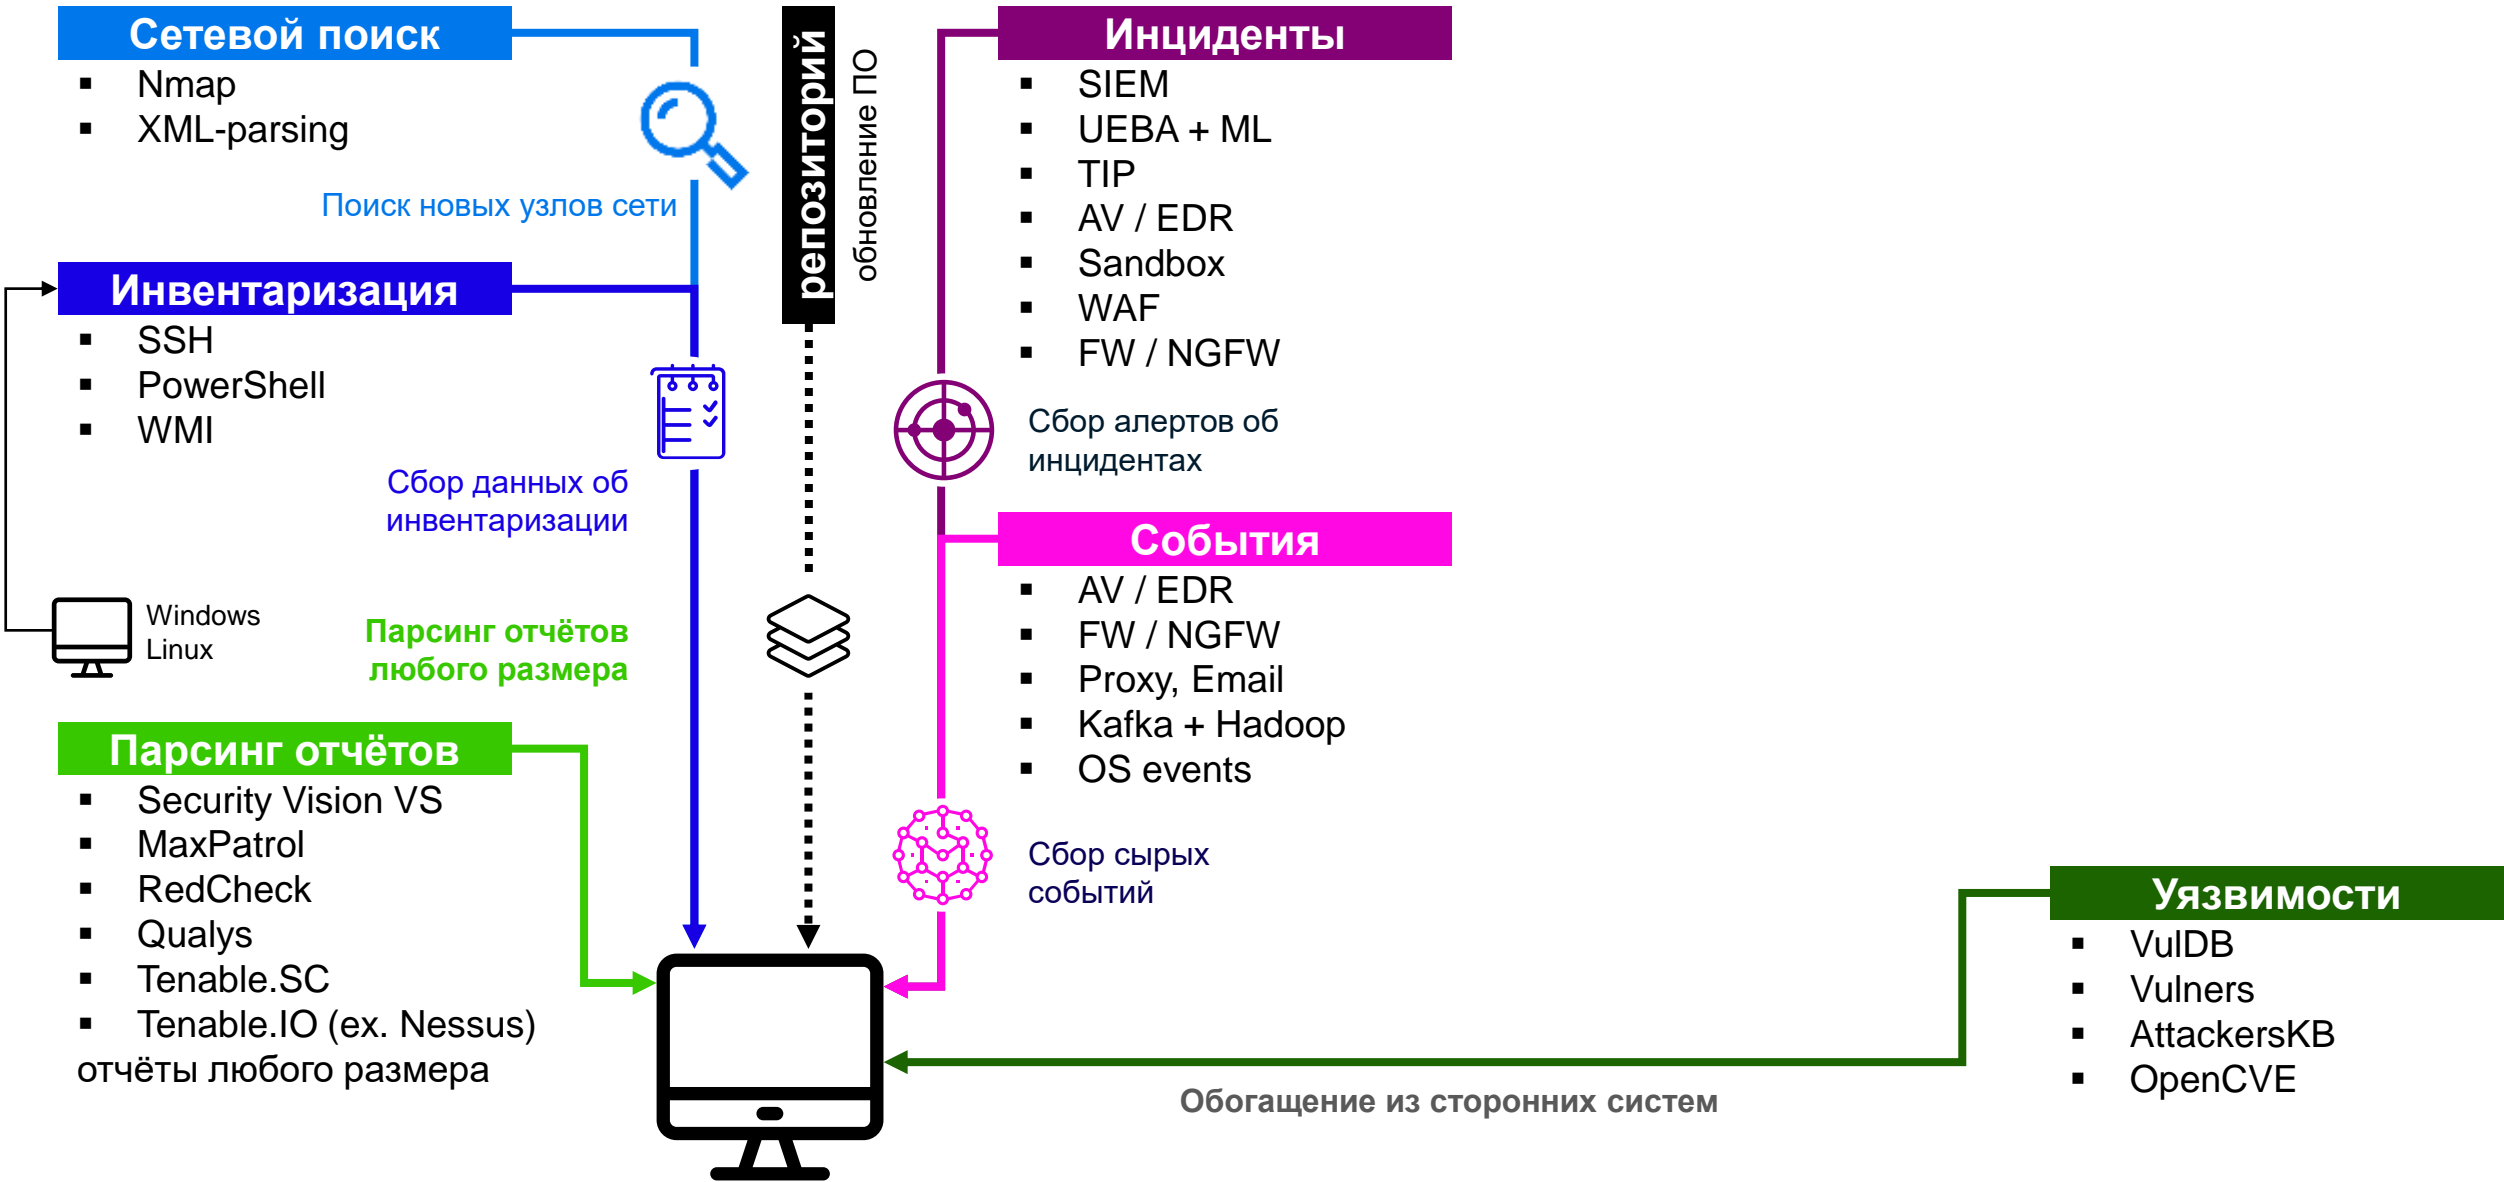 Сетевой поиск
▪ Nmap
▪ XML-parsing
Поиск новых узлов сети
Инвентаризация
▪ SSH
▪ PowerShell
▪ WMI
Сбор данных об
инвентаризации
Windows
Linux
Парсинг отчётов
любого размера
Парсинг отчётов
▪ Security Vision VS
▪ MaxPatrol
▪ RedCheck
▪ Qualys
▪ Tenable.SC
▪ Tenable.IO (ex. Nessus)
отчёты любого размера
репозиторий
обновление ПО
Инциденты
▪ SIEM
▪ UEBA + ML
▪ TIP
▪ AV / EDR
▪ Sandbox
▪ WAF
▪ FW / NGFW
Сбор алертов об
инцидентах
События
▪ AV / EDR
▪ FW / NGFW
▪ Proxy, Email
▪ Kafka + Hadoop
▪ OS events
Сбор сырых
событий
Уязвимости
▪ VulDB
▪ Vulners
▪ AttackersKB
▪ OpenCVE
Обогащение из сторонних систем